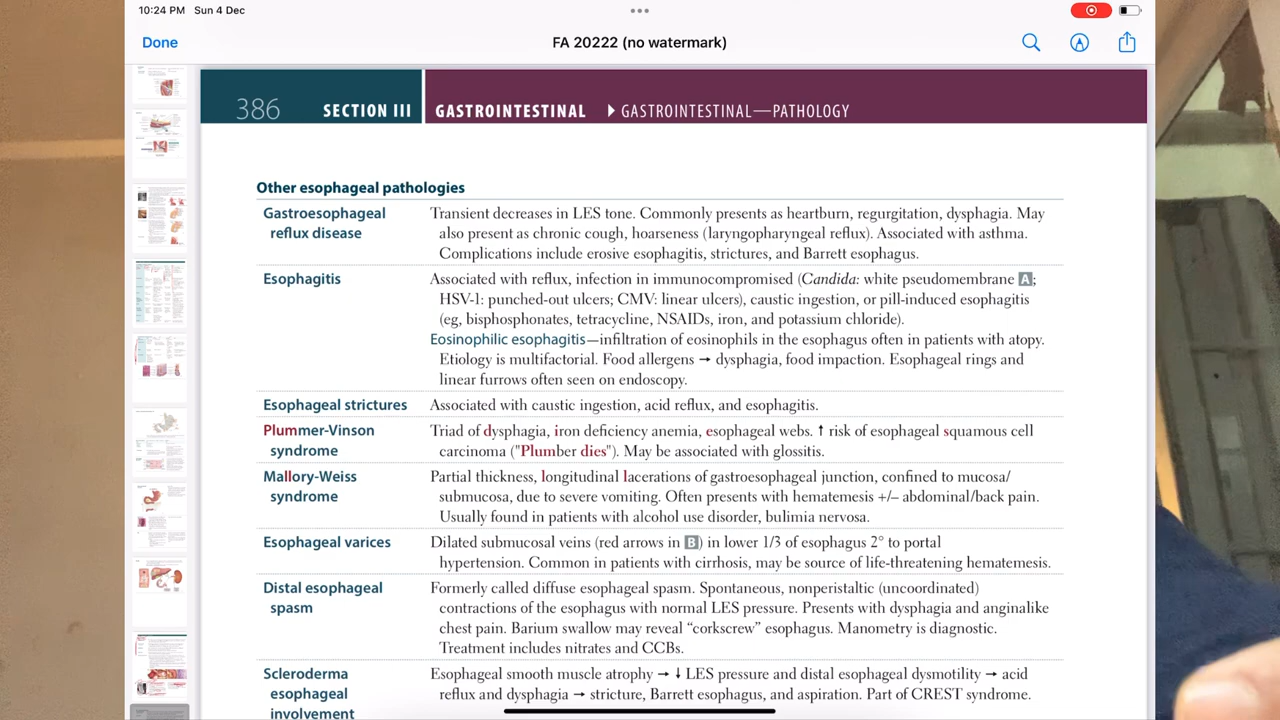 10:24 PM Sun 4 Dec
Done
FA 20222 (no watermark)
386 SECTION III GASTROINTESTINAL ▶ GASTROINTESTINAL—PATHOLOGY
Other esophageal pathologies
Gastroesophageal reflux disease
Transient decreases in LES tone. Commonly presents as heartburn, regurgitation, dysphagia. May
also present as chronic cough, hoarseness (laryngopharyngeal reflux). Associated with asthma.
Complications include erosive esophagitis, strictures, and Barrett esophagus.
Esophagitis
Associated with reflux, infection in immunocompromised (Candida: white pseudomembrane A;
HSV-1: punched-out ulcers; CMV: linear ulcers), caustic ingestion, or pill-induced esophagitis
(eg, bisphosphonates, tetracycline, NSAIDs, iron, and potassium chloride).
Eosinophilic esophagitis—infiltration of eosinophils in the esophagus often in patients with atopy.
Etiology is multifactorial. Food allergens → dysphagia, food impaction. Esophageal rings and
linear furrows often seen on endoscopy.
Esophageal strictures
Associated with caustic ingestion, acid reflux, and esophagitis.
Plummer-Vinson syndrome
Triad of dysphagia, iron deficiency anemia, esophageal webs. ↑ risk of esophageal squamous cell
carcinoma ("Plumber dies"). May be associated with glossitis.
Mallory-Weiss syndrome
Partial thickness, longitudinal lacerations of gastroesophageal junction, confined to mucosa/
submucosa due to severe vomiting. Often presents with hematemesis +/– abdominal/back pain.
Usually found in patients with alcohol use disorder, bulimia nervosa.
Esophageal varices
Dilated submucosal veins (red arrows in B) in lower 1/3 of esophagus 2° to portal
hypertension. Common in patients with cirrhosis, may be source of life-threatening hematemesis.
Distal esophageal spasm
Formerly called diffuse esophageal spasm. Spontaneous, nonperistaltic (uncoordinated)
contractions of the esophagus with normal LES pressure. Presents with dysphagia and anginalike
chest pain. Barium swallow may reveal “corkscrew” esophagus. Manometry is diagnostic.
Treatment includes nitrates and CCBs.
Scleroderma esophageal involvement
Esophageal smooth muscle atrophy → ↓ LES pressure and distal esophageal dysmotility → acid
reflux and dysphagia → stricture, Barrett esophagus, and aspiration. Part of CREST syndrome.